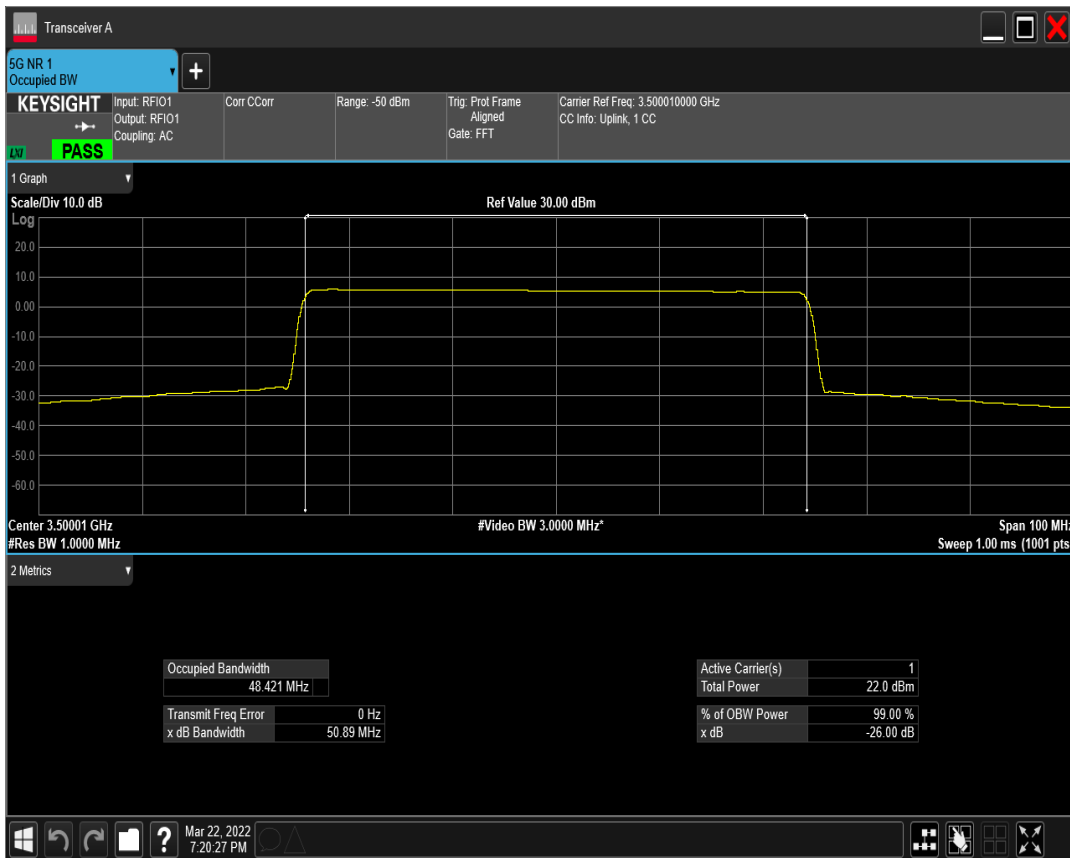 Transceiver A
5G NR 1
Occupied BW
+
KEYSIGHT
LXI
PASS
Input: RFIO1
Output: RFIO1
Coupling: AC
Corr CCorr
Range: -50 dBm
Trig: Prot Frame
Aligned
Gate: FFT
Carrier Ref Freq: 3.500010000 GHz
CC Info: Uplink, 1 CC
1 Graph
Scale/Div 10.0 dB
Ref Value 30.00 dBm
Log
20.0
10.0
0.00
-10.0
-20.0
-30.0
-40.0
-50.0
-60.0
Center 3.50001 GHz
#Video BW 3.0000 MHz*
Span 100 MHz
#Res BW 1.0000 MHz
Sweep 1.00 ms (1001 pts
2 Metrics
Occupied Bandwidth
48.421 MHz
Transmit Freq Error 0 Hz
x dB Bandwidth 50.89 MHz
Active Carrier(s) 1
Total Power 22.0 dBm
% of OBW Power 99.00 %
x dB -26.00 dB
?
Mar 22, 2022
7:20:27 PM